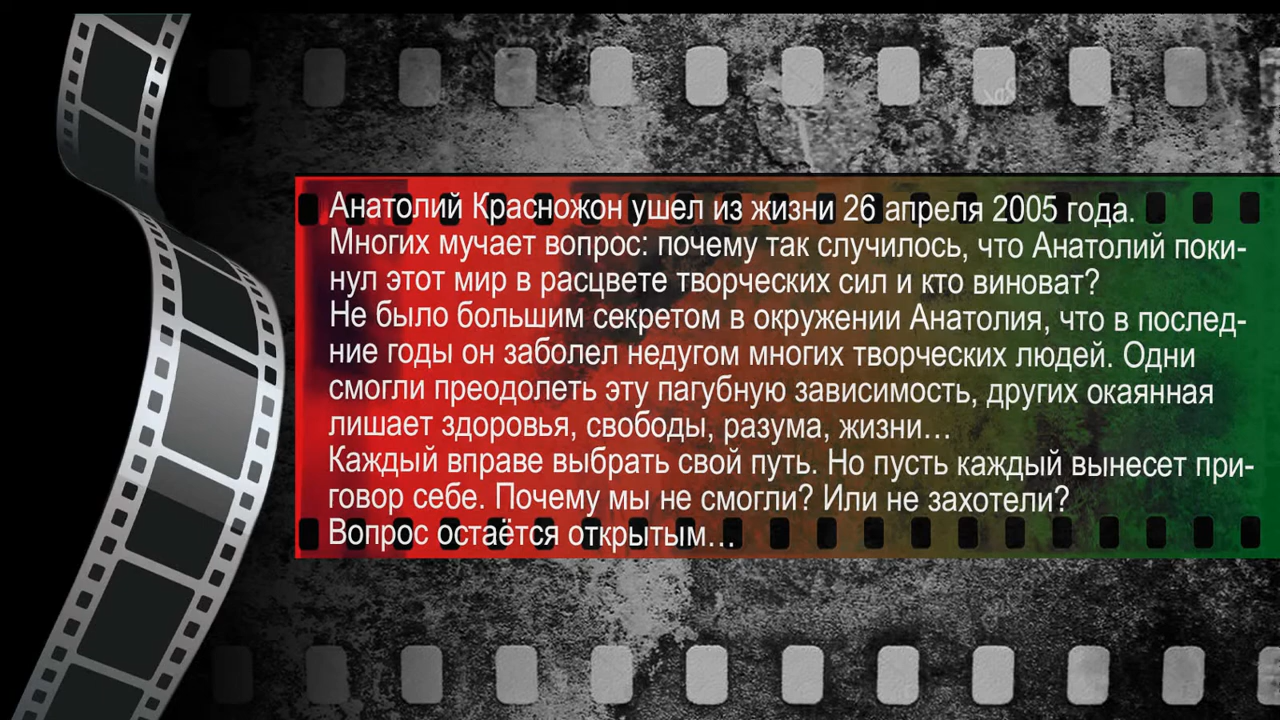 Анатолий Красножон ушел из жизни 26 апреля 2005 года.
Многих мучает вопрос: почему так случилось, что Анатолий поки-
нул этот мир в расцвете творческих сил и кто виноват?
Не было большим секретом в окружении Анатолия, что в послед-
ние годы он заболел недугом многих творческих людей. Одни
смогли преодолеть эту пагубную зависимость, других окаянная
лишает здоровья, свободы, разума, жизни…
Каждый вправе выбрать свой путь. Но пусть каждый вынесет при-
говор себе. Почему мы не смогли? Или не захотели?
Вопрос остаётся открытым…